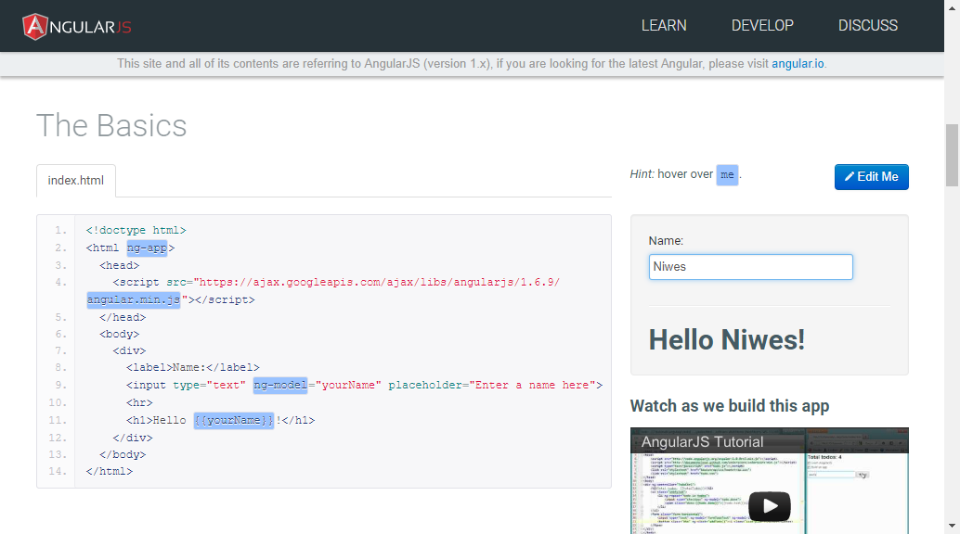 ANGULARJS
LEARN DEVELOP DISCUSS
This site and all of its contents are referring to AngularJS (version 1.x), if you are looking for the latest Angular, please visit angular.io.
The Basics
index.html
Hint: hover over me .
Edit Me
1. <!doctype html>
2. <html ng-app>
3. <head>
4. <script src="https://ajax.googleapis.com/ajax/libs/angularjs/1.6.9/
angular.min.js"></script>
5. </head>
6. <body>
7. <div>
8. <label>Name:</label>
9. <input type="text" ng-model="yourName" placeholder="Enter a name here">
10. <hr>
11. <h1>Hello {{yourName}}!</h1>
12. </div>
13. </body>
14. </html>
Name:
Niwes
Hello Niwes!
Watch as we build this app
AngularJS Tutorial
Total todos: 4